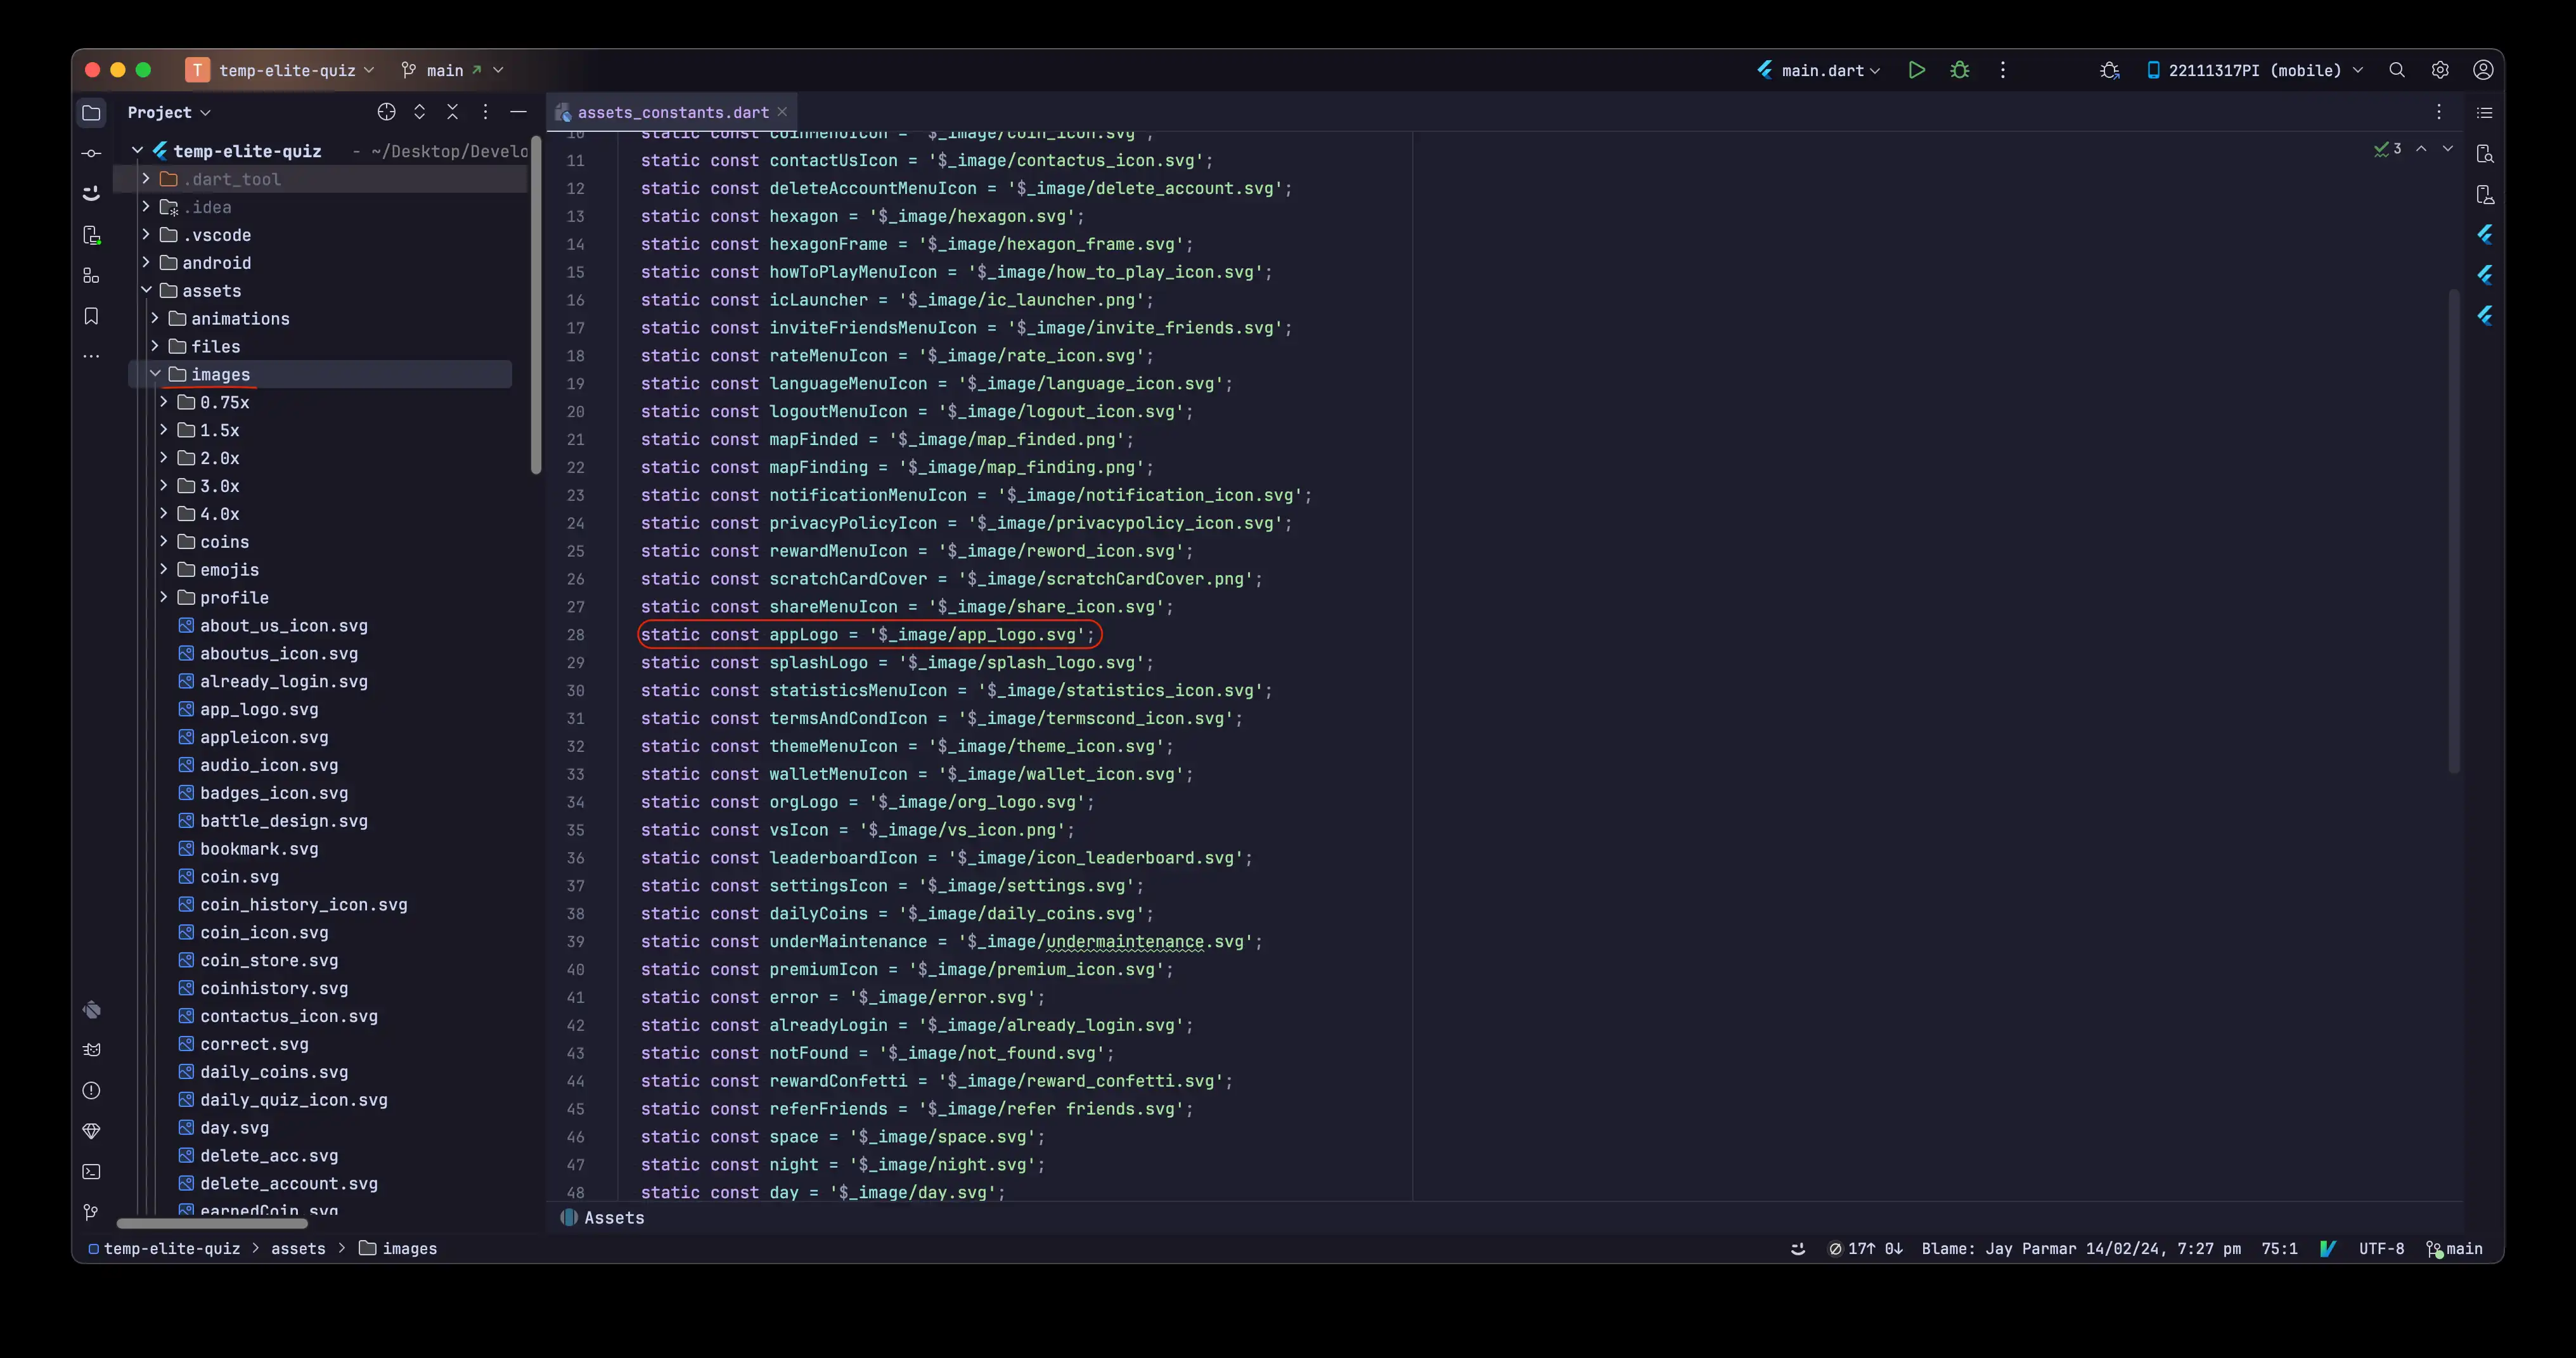 T temp-elite-quiz main main.dart 22111317PI (mobile)
Project
assets_constants.dart
temp-elite-quiz - ~/Desktop/Develo
.dart_tool
.idea
.vscode
android
assets
animations
files
images
0.75x
1.5x
2.0x
3.0x
4.0x
coins
emojis
profile
about_us_icon.svg
aboutus_icon.svg
already_login.svg
app_logo.svg
appleicon.svg
audio_icon.svg
badges_icon.svg
battle_design.svg
bookmark.svg
coin.svg
coin_history_icon.svg
coin_icon.svg
coin_store.svg
coinhistory.svg
contactus_icon.svg
correct.svg
daily_coins.svg
daily_quiz_icon.svg
day.svg
delete_acc.svg
delete_account.svg
earnedCoin.svg
3
10 static const coinMenuIcon = '$_image/coin_icon.svg';
11 static const contactUsIcon = '$_image/contactus_icon.svg';
12 static const deleteAccountMenuIcon = '$_image/delete_account.svg';
13 static const hexagon = '$_image/hexagon.svg';
14 static const hexagonFrame = '$_image/hexagon_frame.svg';
15 static const howToPlayMenuIcon = '$_image/how_to_play_icon.svg';
16 static const icLauncher = '$_image/ic_launcher.png';
17 static const inviteFriendsMenuIcon = '$_image/invite_friends.svg';
18 static const rateMenuIcon = '$_image/rate_icon.svg';
19 static const languageMenuIcon = '$_image/language_icon.svg';
20 static const logoutMenuIcon = '$_image/logout_icon.svg';
21 static const mapFinded = '$_image/map_finded.png';
22 static const mapFinding = '$_image/map_finding.png';
23 static const notificationMenuIcon = '$_image/notification_icon.svg';
24 static const privacyPolicyIcon = '$_image/privacypolicy_icon.svg';
25 static const rewardMenuIcon = '$_image/reword_icon.svg';
26 static const scratchCardCover = '$_image/scratchCardCover.png';
27 static const shareMenuIcon = '$_image/share_icon.svg';
28 static const appLogo = '$_image/app_logo.svg';
29 static const splashLogo = '$_image/splash_logo.svg';
30 static const statisticsMenuIcon = '$_image/statistics_icon.svg';
31 static const termsAndCondIcon = '$_image/termscond_icon.svg';
32 static const themeMenuIcon = '$_image/theme_icon.svg';
33 static const walletMenuIcon = '$_image/wallet_icon.svg';
34 static const orgLogo = '$_image/org_logo.svg';
35 static const vsIcon = '$_image/vs_icon.png';
36 static const leaderboardIcon = '$_image/icon_leaderboard.svg';
37 static const settingsIcon = '$_image/settings.svg';
38 static const dailyCoins = '$_image/daily_coins.svg';
39 static const underMaintenance = '$_image/undermaintenance.svg';
40 static const premiumIcon = '$_image/premium_icon.svg';
41 static const error = '$_image/error.svg';
42 static const alreadyLogin = '$_image/already_login.svg';
43 static const notFound = '$_image/not_found.svg';
44 static const rewardConfetti = '$_image/reward_confetti.svg';
45 static const referFriends = '$_image/refer friends.svg';
46 static const space = '$_image/space.svg';
47 static const night = '$_image/night.svg';
48 static const day = '$_image/day.svg';
Assets
temp-elite-quiz > assets > images 17↑ 0↓ Blame: Jay Parmar 14/02/24, 7:27 pm 75:1 UTF-8 main